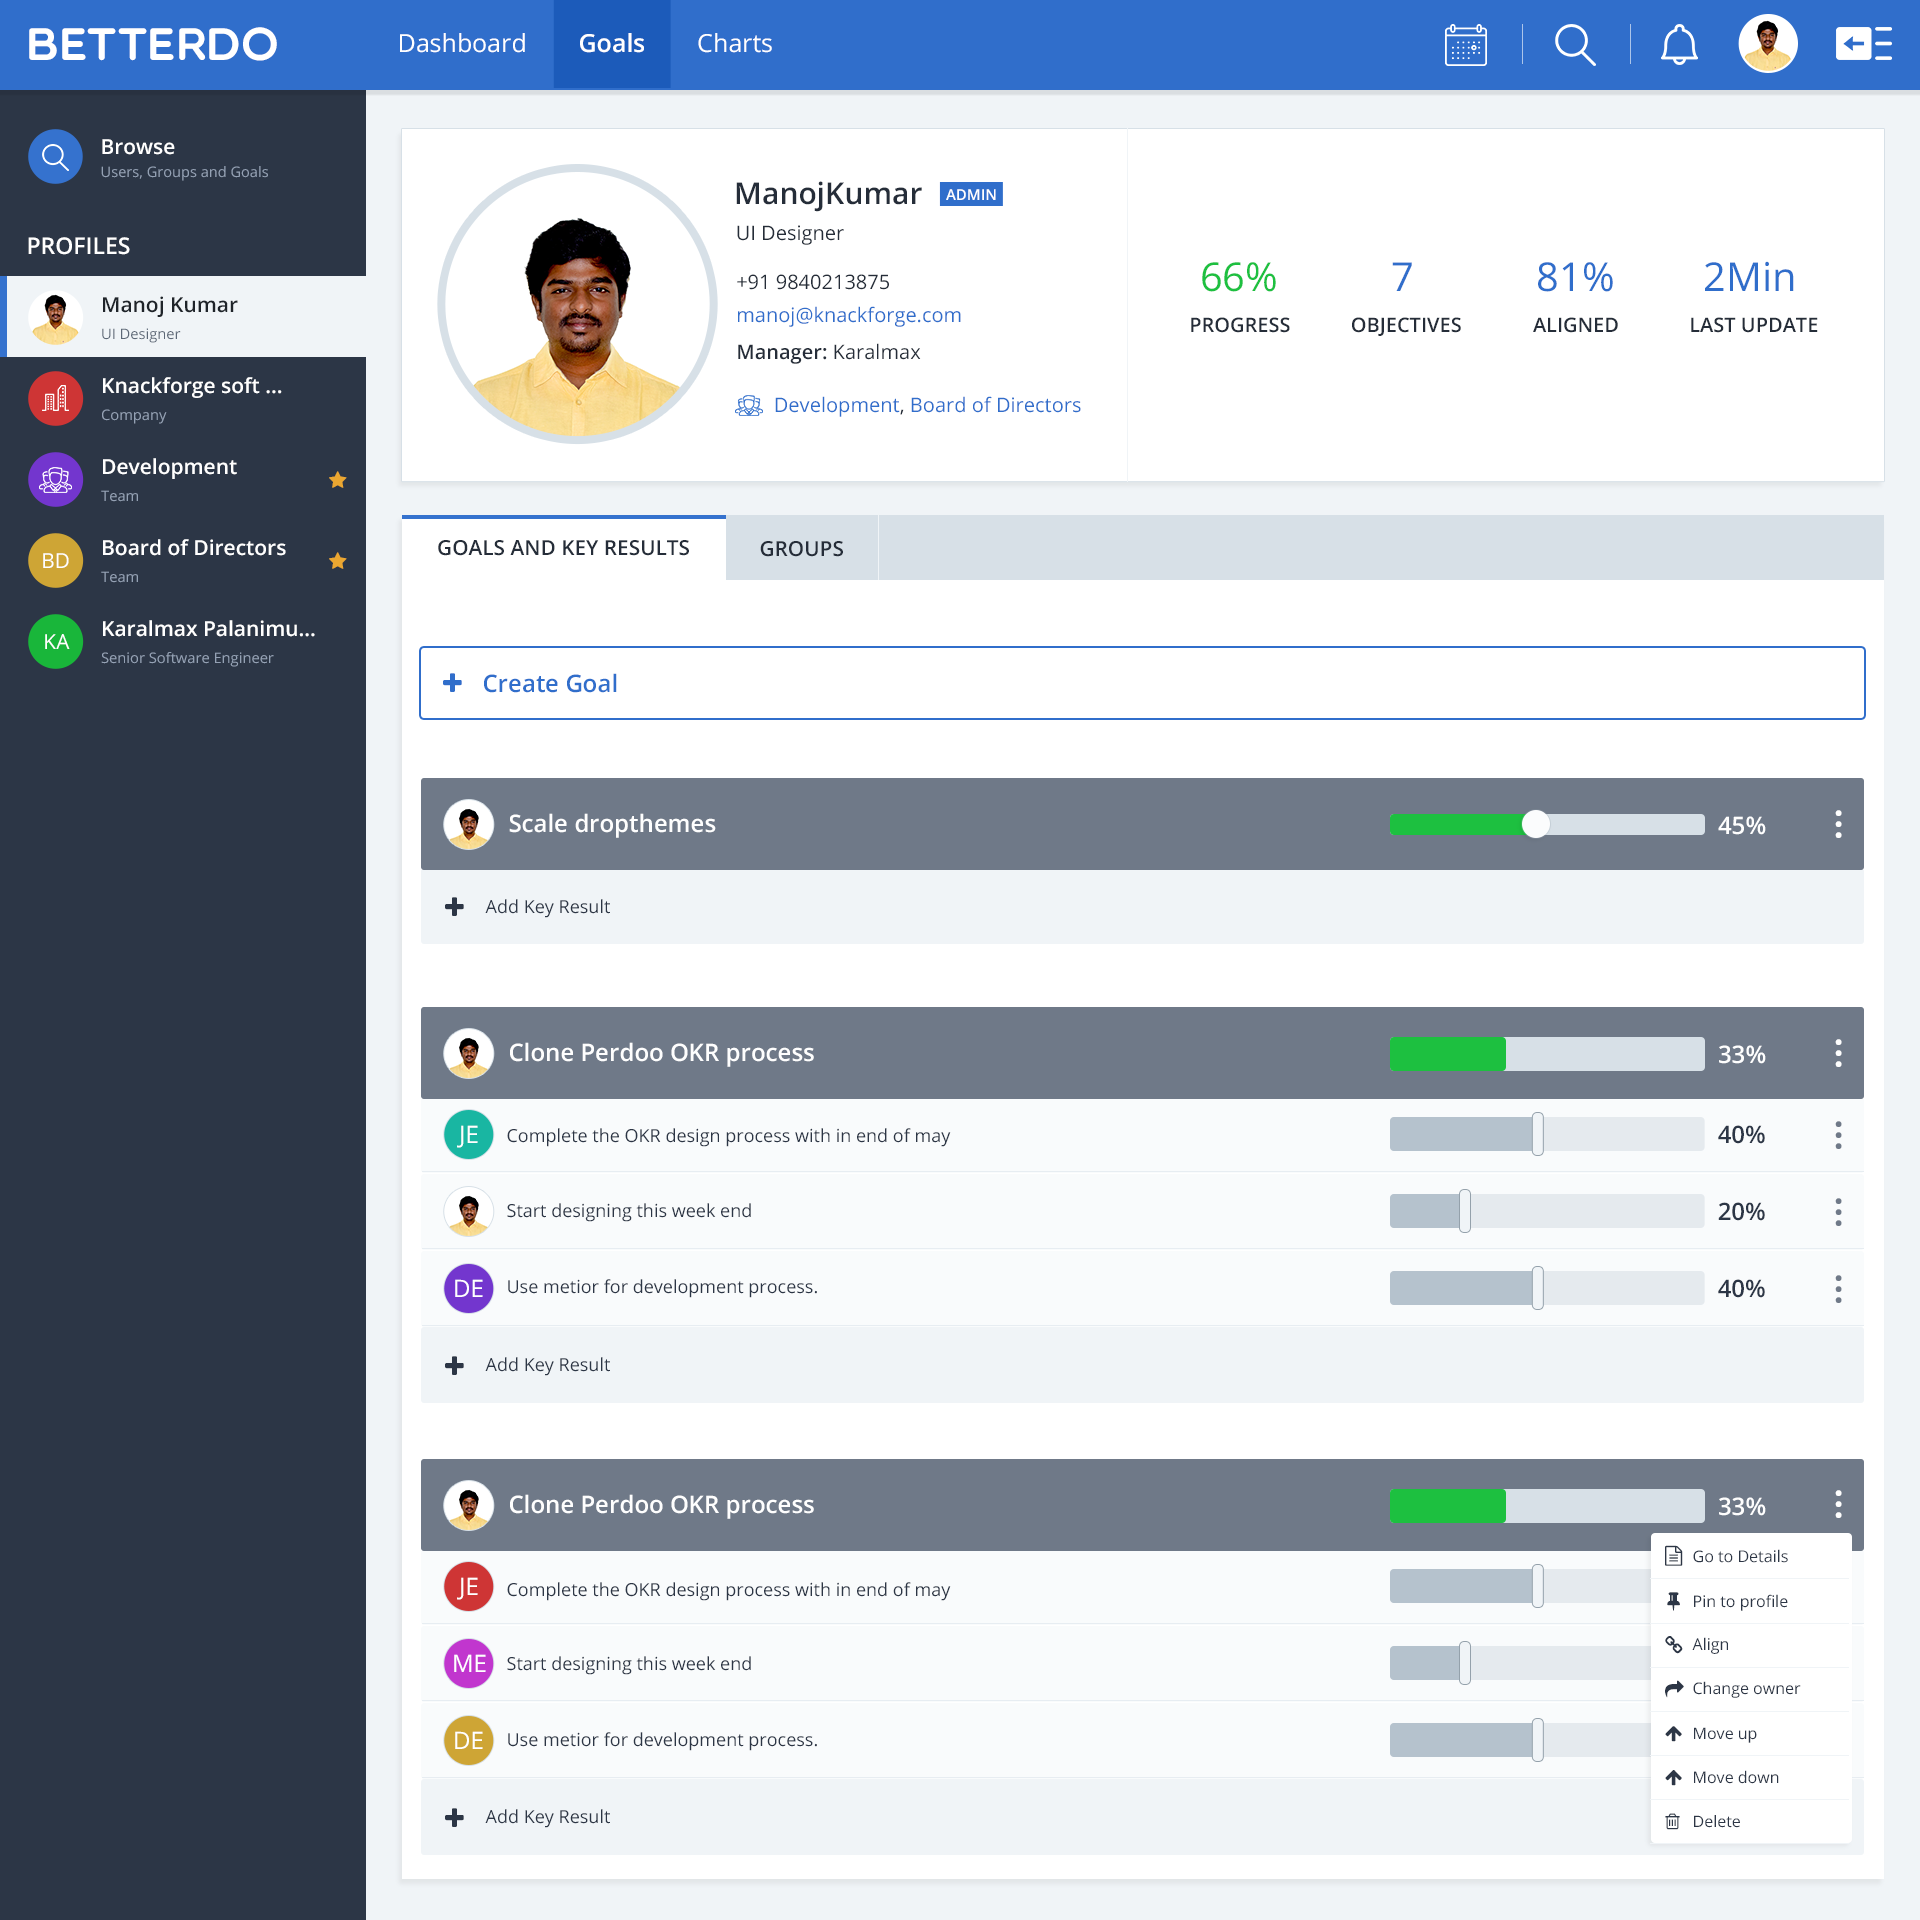 BETTERDO
Dashboard
Goals
Charts
Browse
Users, Groups and Goals
PROFILES
Manoj Kumar
UI Designer
Knackforge soft ...
Company
Development
Team
BD
Board of Directors
Team
KA
Karalmax Palanimu...
Senior Software Engineer
ManojKumar ADMIN
UI Designer
+91 9840213875
manoj@knackforge.com
Manager: Karalmax
Development, Board of Directors
66%
PROGRESS
7
OBJECTIVES
81%
ALIGNED
2Min
LAST UPDATE
GOALS AND KEY RESULTS
GROUPS
Create Goal
Scale dropthemes 45%
Add Key Result
Clone Perdoo OKR process 33%
JE Complete the OKR design process with in end of may 40%
Start designing this week end 20%
DE Use metior for development process. 40%
Add Key Result
Clone Perdoo OKR process 33%
JE Complete the OKR design process with in end of may
ME Start designing this week end
DE Use metior for development process.
Add Key Result
Go to Details
Pin to profile
Align
Change owner
Move up
Move down
Delete